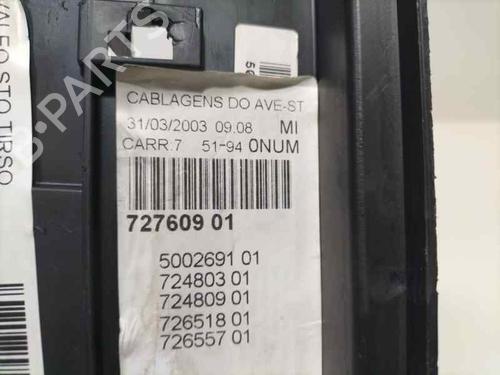 VALEO STO TIRSO
B-PARTS
CABLAGENS DO AVE-ST
31/03/2003 09:08 MI
CARR:7 51-94 0NUM
727609 01
5002691 01
724803 01
724809 01
726518 01
726557 01